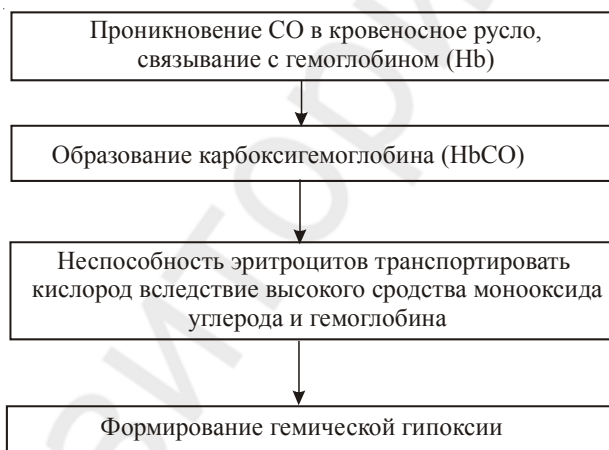 Проникновение СО в кровеносное русло,
связывание с гемоглобином (Hb)
Образование карбоксигемоглобина (HbCO)
Неспособность эритроцитов транспортировать
кислород вследствие высокого сродства монооксида
углерода и гемоглобина
Формирование гемической гипоксии